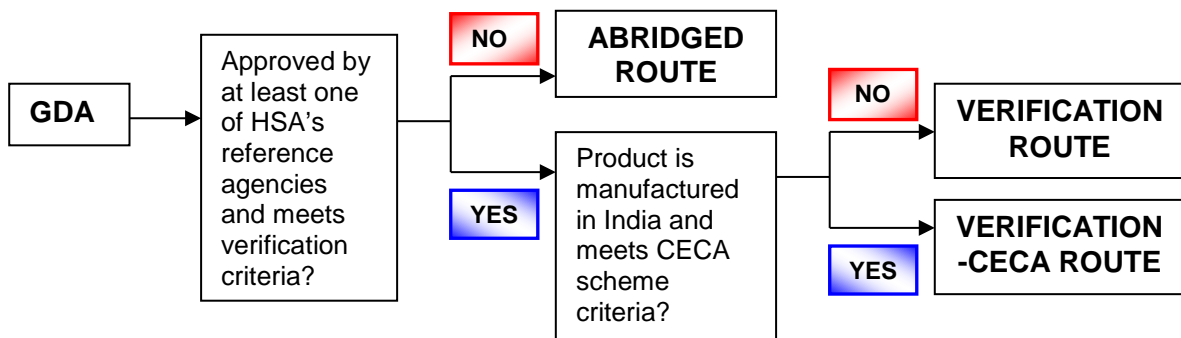 GDA
Approved by
at least one
of HSA’s
reference
agencies
and meets
verification
criteria?
NO
ABRIDGED
ROUTE
YES
Product is
manufactured
in India and
meets CECA
scheme
criteria?
NO
VERIFICATION
ROUTE
YES
VERIFICATION
-CECA ROUTE